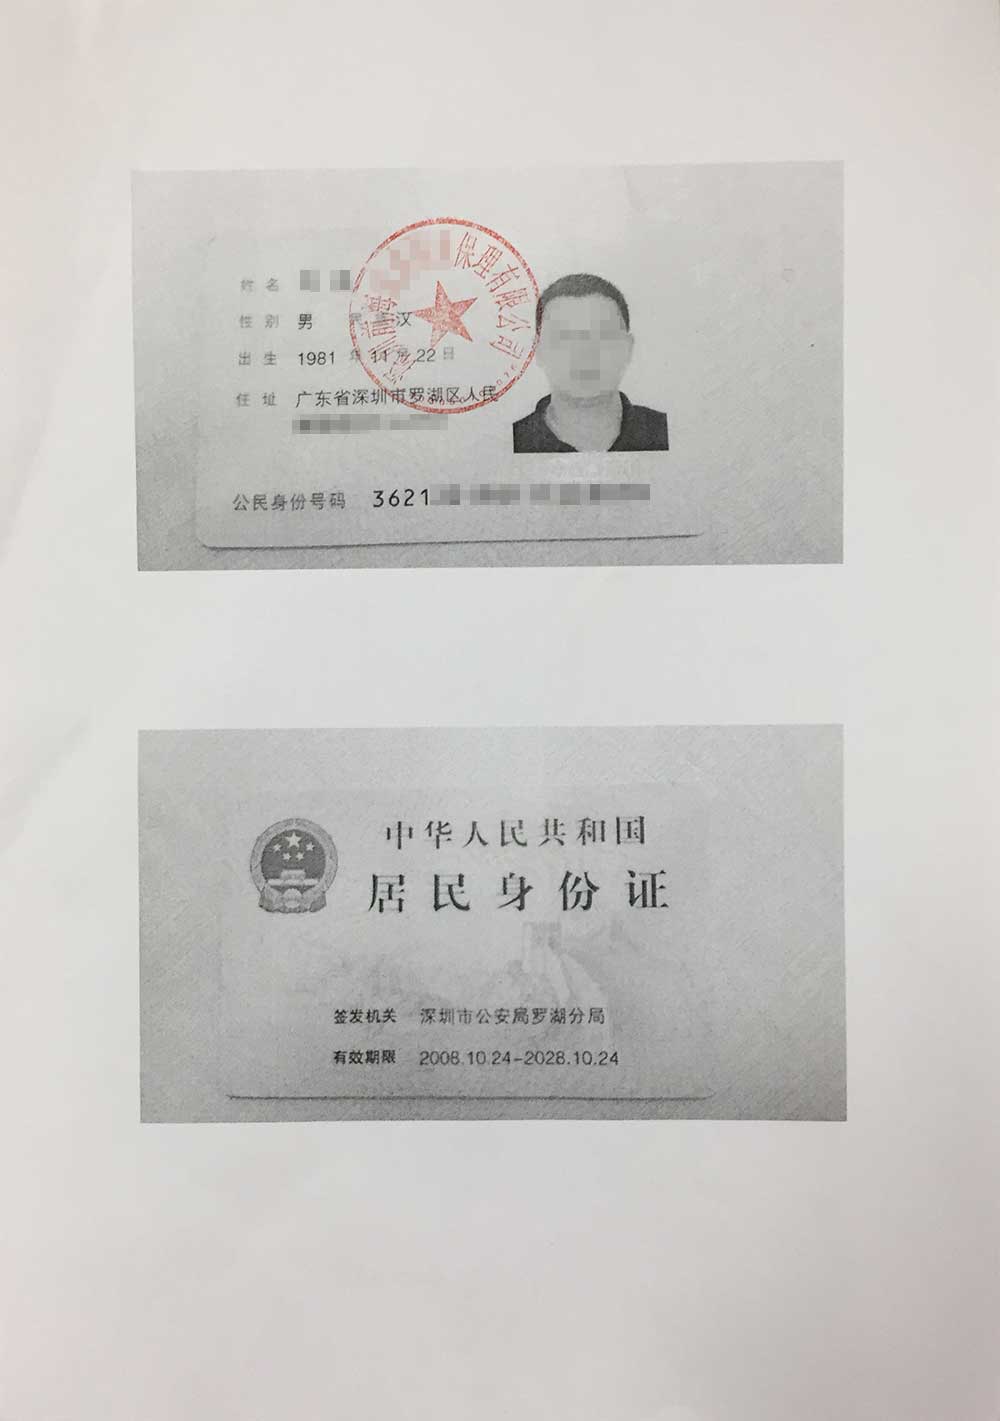 保理有限公司
深圳
姓名
性别 男 民族 汉
出生 1981 年 11 月 22 日
住址 广东省深圳市罗湖区人民
公民身份号码 3621
中华人民共和国
居民身份证
签发机关 深圳市公安局罗湖分局
有效期限 2008.10.24-2028.10.24